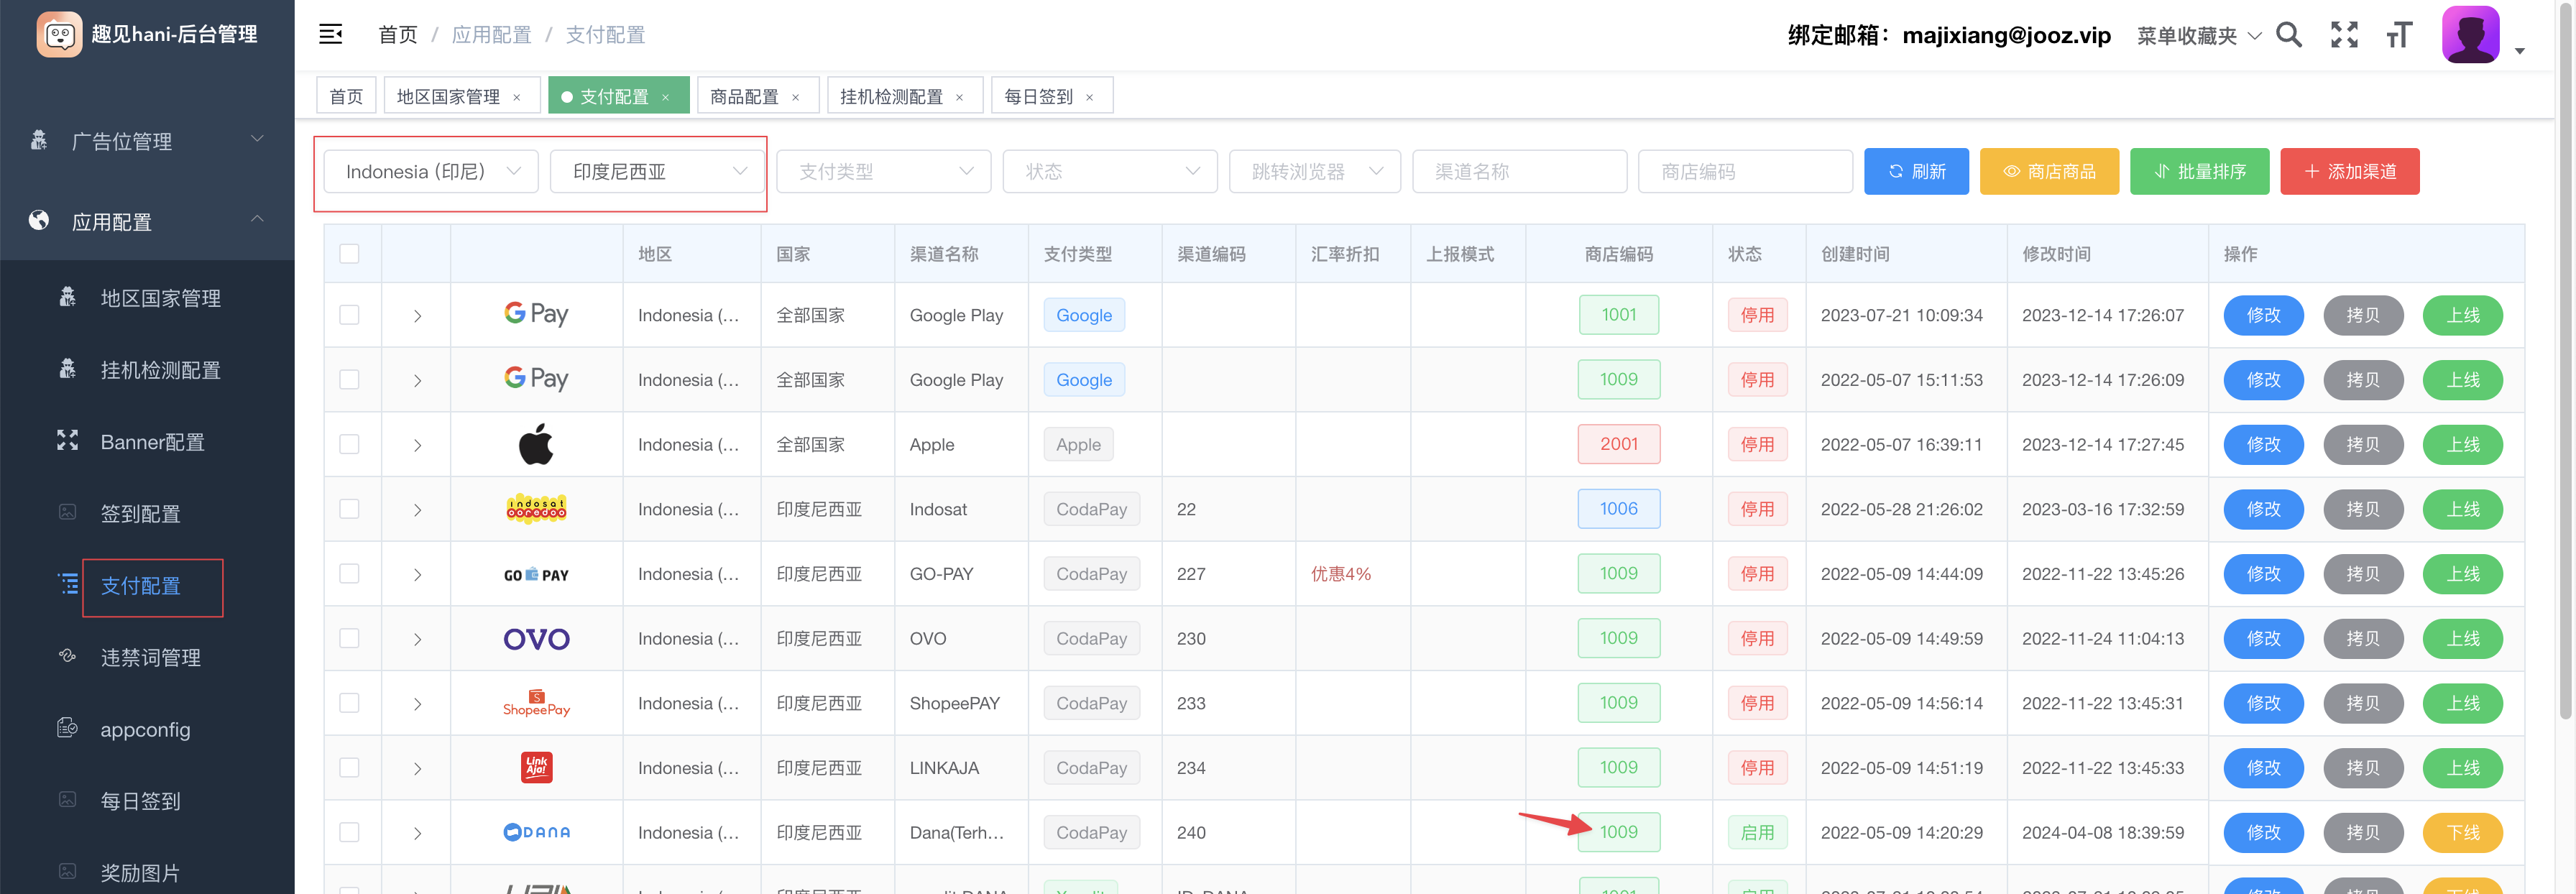 趣见hani-后台管理
首页 / 应用配置 / 支付配置
绑定邮箱：majixiang@jooz.vip 菜单收藏夹
首页 地区国家管理 × 支付配置 × 商品配置 × 挂机检测配置 × 每日签到 ×
广告位管理
应用配置
地区国家管理
挂机检测配置
Banner配置
签到配置
支付配置
违禁词管理
appconfig
每日签到
奖励图片
Indonesia (印尼) 印度尼西亚 支付类型 状态 跳转浏览器 渠道名称 商店编码 刷新 商店商品 批量排序 添加渠道
地区 国家 渠道名称 支付类型 渠道编码 汇率折扣 上报模式 商店编码 状态 创建时间 修改时间 操作
G Pay Indonesia (... 全部国家 Google Play Google 1001 停用 2023-07-21 10:09:34 2023-12-14 17:26:07 修改 拷贝 上线
G Pay Indonesia (... 全部国家 Google Play Google 1009 停用 2022-05-07 15:11:53 2023-12-14 17:26:09 修改 拷贝 上线
Indonesia (... 全部国家 Apple Apple 2001 停用 2022-05-07 16:39:11 2023-12-14 17:27:45 修改 拷贝 上线
indosat ooredoo Indonesia (... 印度尼西亚 Indosat CodaPay 22 1006 停用 2022-05-28 21:26:02 2023-03-16 17:32:59 修改 拷贝 上线
GO PAY Indonesia (... 印度尼西亚 GO-PAY CodaPay 227 优惠4% 1009 停用 2022-05-09 14:44:09 2022-11-22 13:45:26 修改 拷贝 上线
OVO Indonesia (... 印度尼西亚 OVO CodaPay 230 1009 停用 2022-05-09 14:49:59 2022-11-24 11:04:13 修改 拷贝 上线
S ShopeePay Indonesia (... 印度尼西亚 ShopeePAY CodaPay 233 1009 停用 2022-05-09 14:56:14 2022-11-22 13:45:31 修改 拷贝 上线
Link Aja! Indonesia (... 印度尼西亚 LINKAJA CodaPay 234 1009 停用 2022-05-09 14:51:19 2022-11-22 13:45:33 修改 拷贝 上线
DANA Indonesia (... 印度尼西亚 Dana(Terh... CodaPay 240 1009 启用 2022-05-09 14:20:29 2024-04-08 18:39:59 修改 拷贝 下线